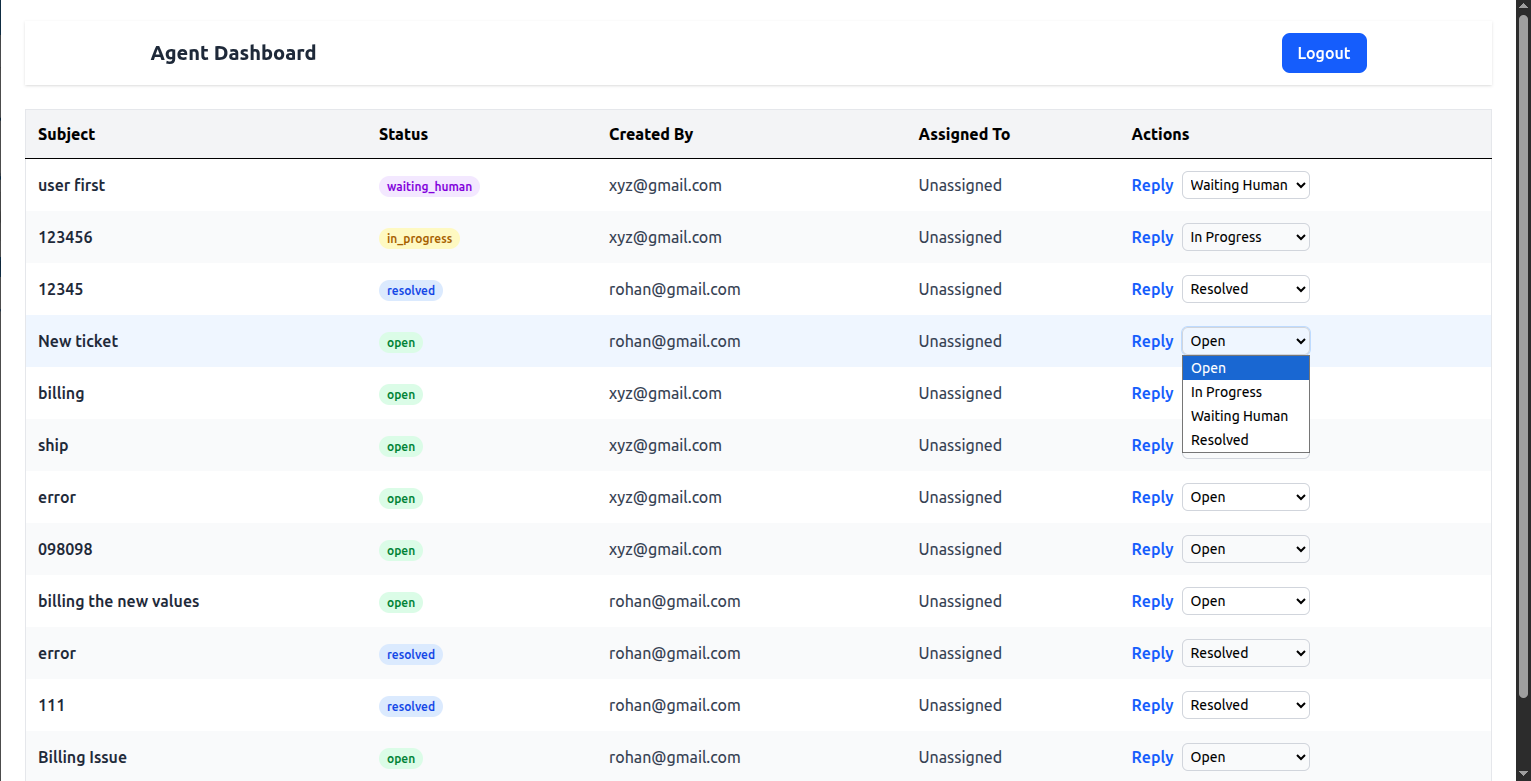 Agent Dashboard
Logout
Subject Status Created By Assigned To Actions
user first waiting_human xyz@gmail.com Unassigned Reply Waiting Human
123456 in_progress xyz@gmail.com Unassigned Reply In Progress
12345 resolved rohan@gmail.com Unassigned Reply Resolved
New ticket open rohan@gmail.com Unassigned Reply Open
Open
billing open xyz@gmail.com Unassigned Reply In Progress
Waiting Human
ship open xyz@gmail.com Unassigned Reply Resolved
error open xyz@gmail.com Unassigned Reply Open
098098 open xyz@gmail.com Unassigned Reply Open
billing the new values open rohan@gmail.com Unassigned Reply Open
error resolved rohan@gmail.com Unassigned Reply Resolved
111 resolved rohan@gmail.com Unassigned Reply Resolved
Billing Issue open rohan@gmail.com Unassigned Reply Open